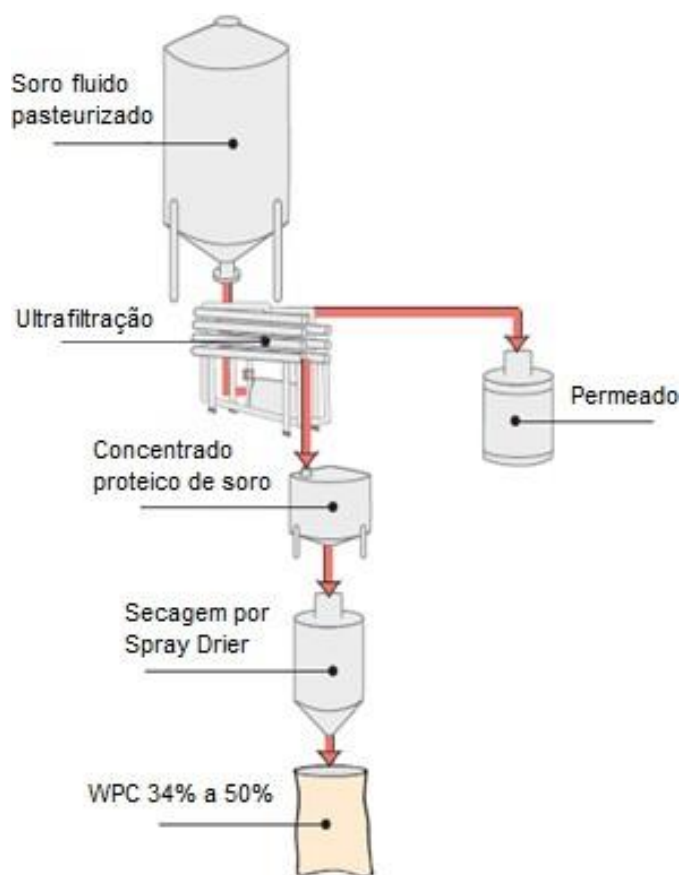 Soro fluido
pasteurizado
Ultrafiltração
Permeado
Concentrado
proteico de soro
Secagem por
Spray Drier
WPC 34% a 50%